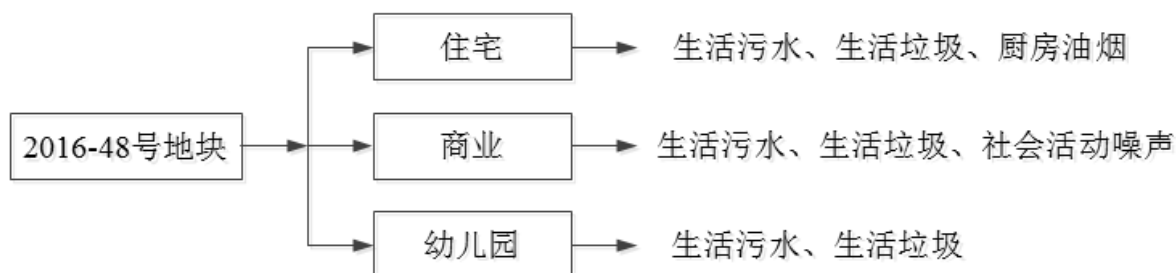 住宅
生活污水、生活垃圾、厨房油烟
2016-48号地块
商业
生活污水、生活垃圾、社会活动噪声
幼儿园
生活污水、生活垃圾